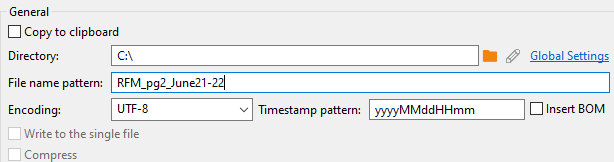 General
Copy to clipboard
Directory: C:\ Global Settings
File name pattern: RFM_pg2_June21-22
Encoding: UTF-8 Timestamp pattern: yyyyMMddHHmm Insert BOM
Write to the single file
Compress